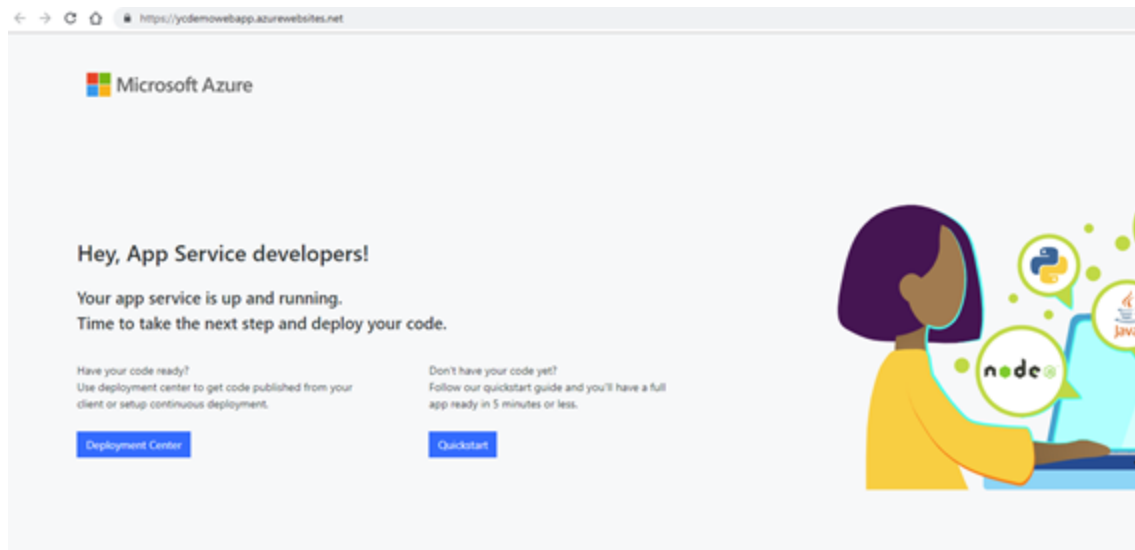 https://ycdemowebapp.azurewebsites.net
Microsoft Azure
Hey, App Service developers!
Your app service is up and running.
Time to take the next step and deploy your code.
Have your code ready?
Use deployment center to get code published from your
client or setup continuous deployment.
Deployment Center
Don't have your code yet?
Follow our quickstart guide and you'll have a full
app ready in 5 minutes or less.
Quickstart
node
Java